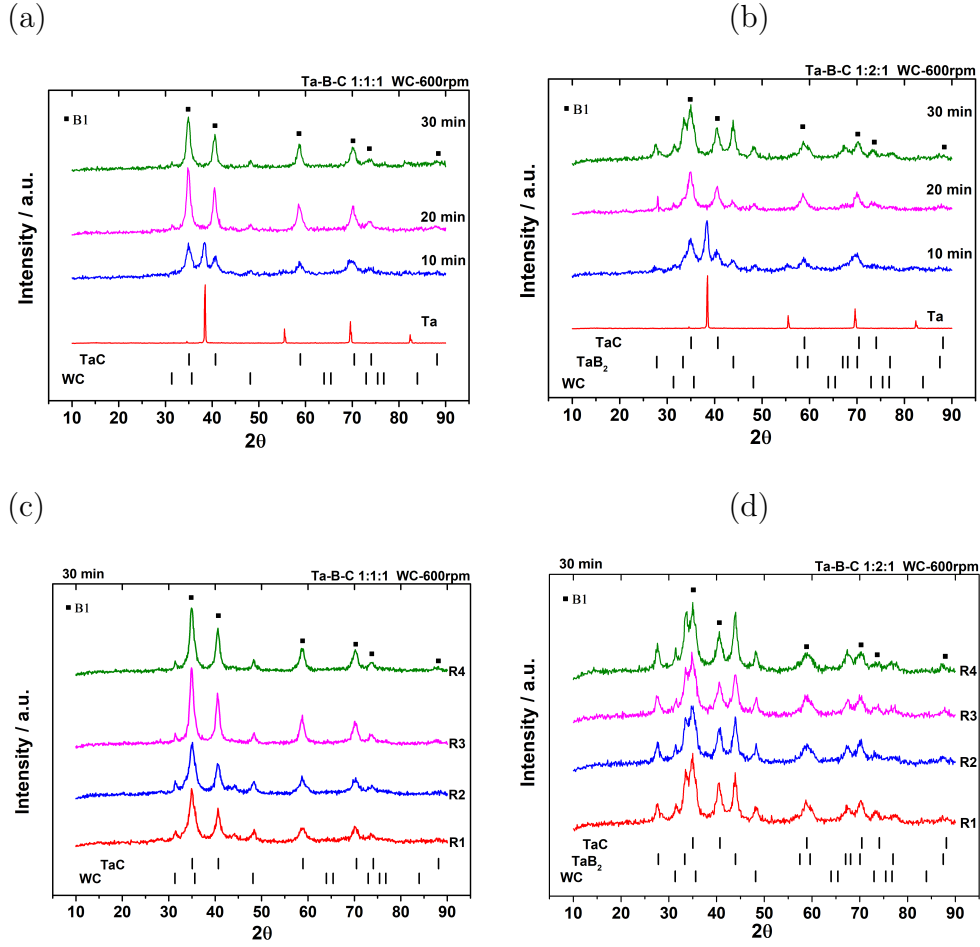 (a)
Ta-B-C 1:1:1 WC-600rpm
B1
30 min
20 min
10 min
Ta
TaC
WC
10 20 30 40 50 60 70 80 90
2θ
Intensity / a.u.
(b)
Ta-B-C 1:2:1 WC-600rpm
B1
30 min
20 min
10 min
Ta
TaC
TaB₂
WC
10 20 30 40 50 60 70 80 90
2θ
Intensity / a.u.
(c)
30 min
Ta-B-C 1:1:1 WC-600rpm
B1
R4
R3
R2
R1
TaC
WC
10 20 30 40 50 60 70 80 90
2θ
Intensity / a.u.
(d)
30 min
Ta-B-C 1:2:1 WC-600rpm
B1
R4
R3
R2
R1
TaC
TaB₂
WC
10 20 30 40 50 60 70 80 90
2θ
Intensity / a.u.